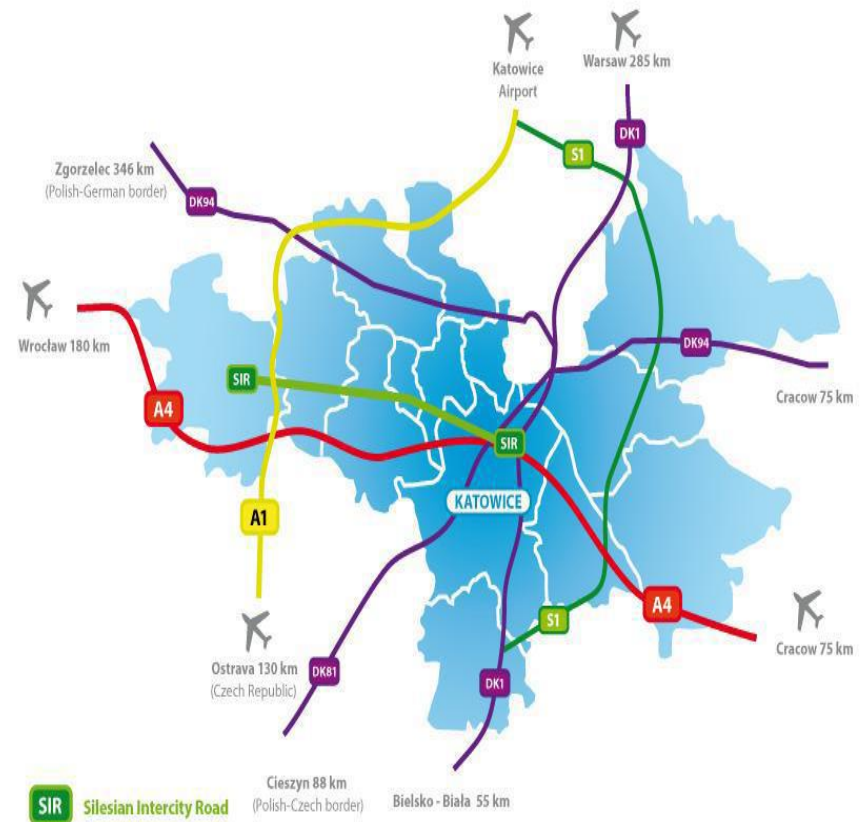 Katowice
Airport
Warsaw 285 km
DK1
S1
Zgorzelec 346 km
(Polish-German border)
DK94
Wrocław 180 km
DK94
SIR
Cracow 75 km
A4
SIR
KATOWICE
A1
A4
S1
Cracow 75 km
Ostrava 130 km
(Czech Republic)
DK81
DK1
Cieszyn 88 km
(Polish-Czech border)
Bielsko - Biała 55 km
SIR Silesian Intercity Road